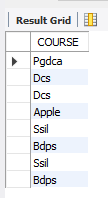 Result Grid
COURSE
Pgdca
Dcs
Dcs
Apple
Ssil
Bdps
Ssil
Bdps